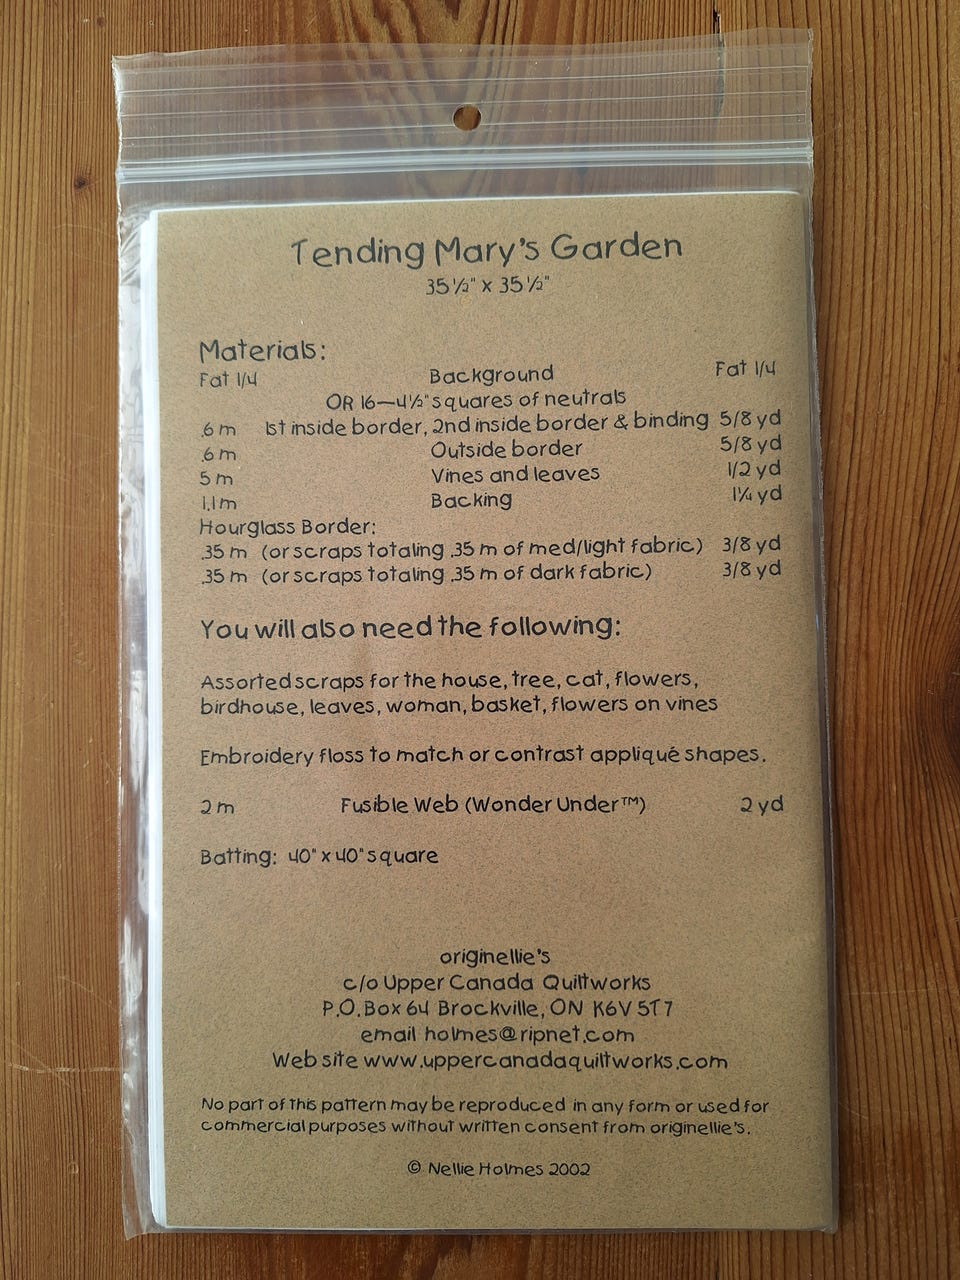 Tending Mary's Garden
35 ½" x 35 ½"
Materials:
Fat 1/4 Background Fat 1/4
OR 16—4½" squares of neutrals
.6 m 1st inside border, 2nd inside border & binding 5/8 yd
.6 m Outside border 5/8 yd
5 m Vines and leaves 1/2 yd
1.1 m Backing 1¼ yd
Hourglass Border:
.35 m (or scraps totaling .35 m of med/light fabric) 3/8 yd
.35 m (or scraps totaling .35 m of dark fabric) 3/8 yd
You will also need the following:
Assorted scraps for the house, tree, cat, flowers,
birdhouse, leaves, woman, basket, flowers on vines
Embroidery floss to match or contrast appliqué shapes.
2 m Fusible Web (Wonder Under™) 2 yd
Batting: 40" x 40" square
originellie's
c/o Upper Canada Quiltworks
P.O. Box 64 Brockville, ON K6V 5T7
email holmes@ripnet.com
Web site www.uppercanadaquiltworks.com
No part of this pattern may be reproduced in any form or used for
commercial purposes without written consent from originellie's.
© Nellie Holmes 2002